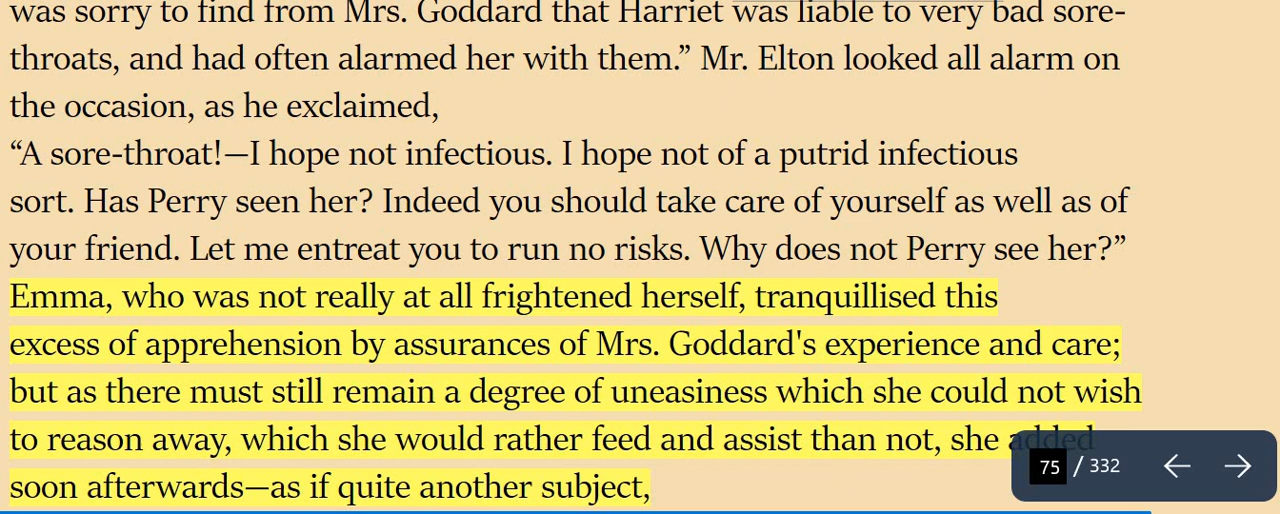 was sorry to find from Mrs. Goddard that Harriet was liable to very bad sore-
throats, and had often alarmed her with them.” Mr. Elton looked all alarm on
the occasion, as he exclaimed,
“A sore-throat!—I hope not infectious. I hope not of a putrid infectious
sort. Has Perry seen her? Indeed you should take care of yourself as well as of
your friend. Let me entreat you to run no risks. Why does not Perry see her?”
Emma, who was not really at all frightened herself, tranquillised this
excess of apprehension by assurances of Mrs. Goddard's experience and care;
but as there must still remain a degree of uneasiness which she could not wish
to reason away, which she would rather feed and assist than not, she added
soon afterwards—as if quite another subject,
75 / 332